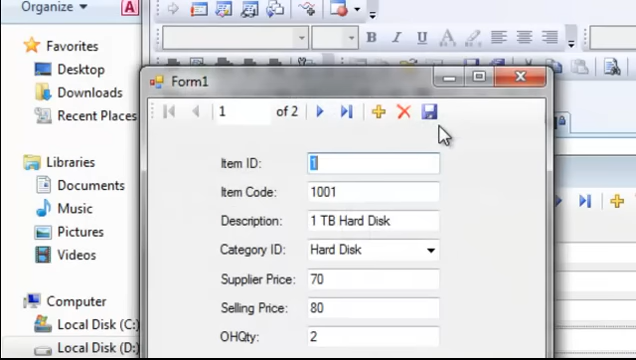 Organize
A
Favorites
Desktop
Downloads
Recent Places
Libraries
Documents
Music
Pictures
Videos
Computer
Local Disk (C:)
Local Disk (D:)
B I U A
Form1
1 of 2
Item ID: 1
Item Code: 1001
Description: 1 TB Hard Disk
Category ID: Hard Disk
Supplier Price: 70
Selling Price: 80
OHQty: 2